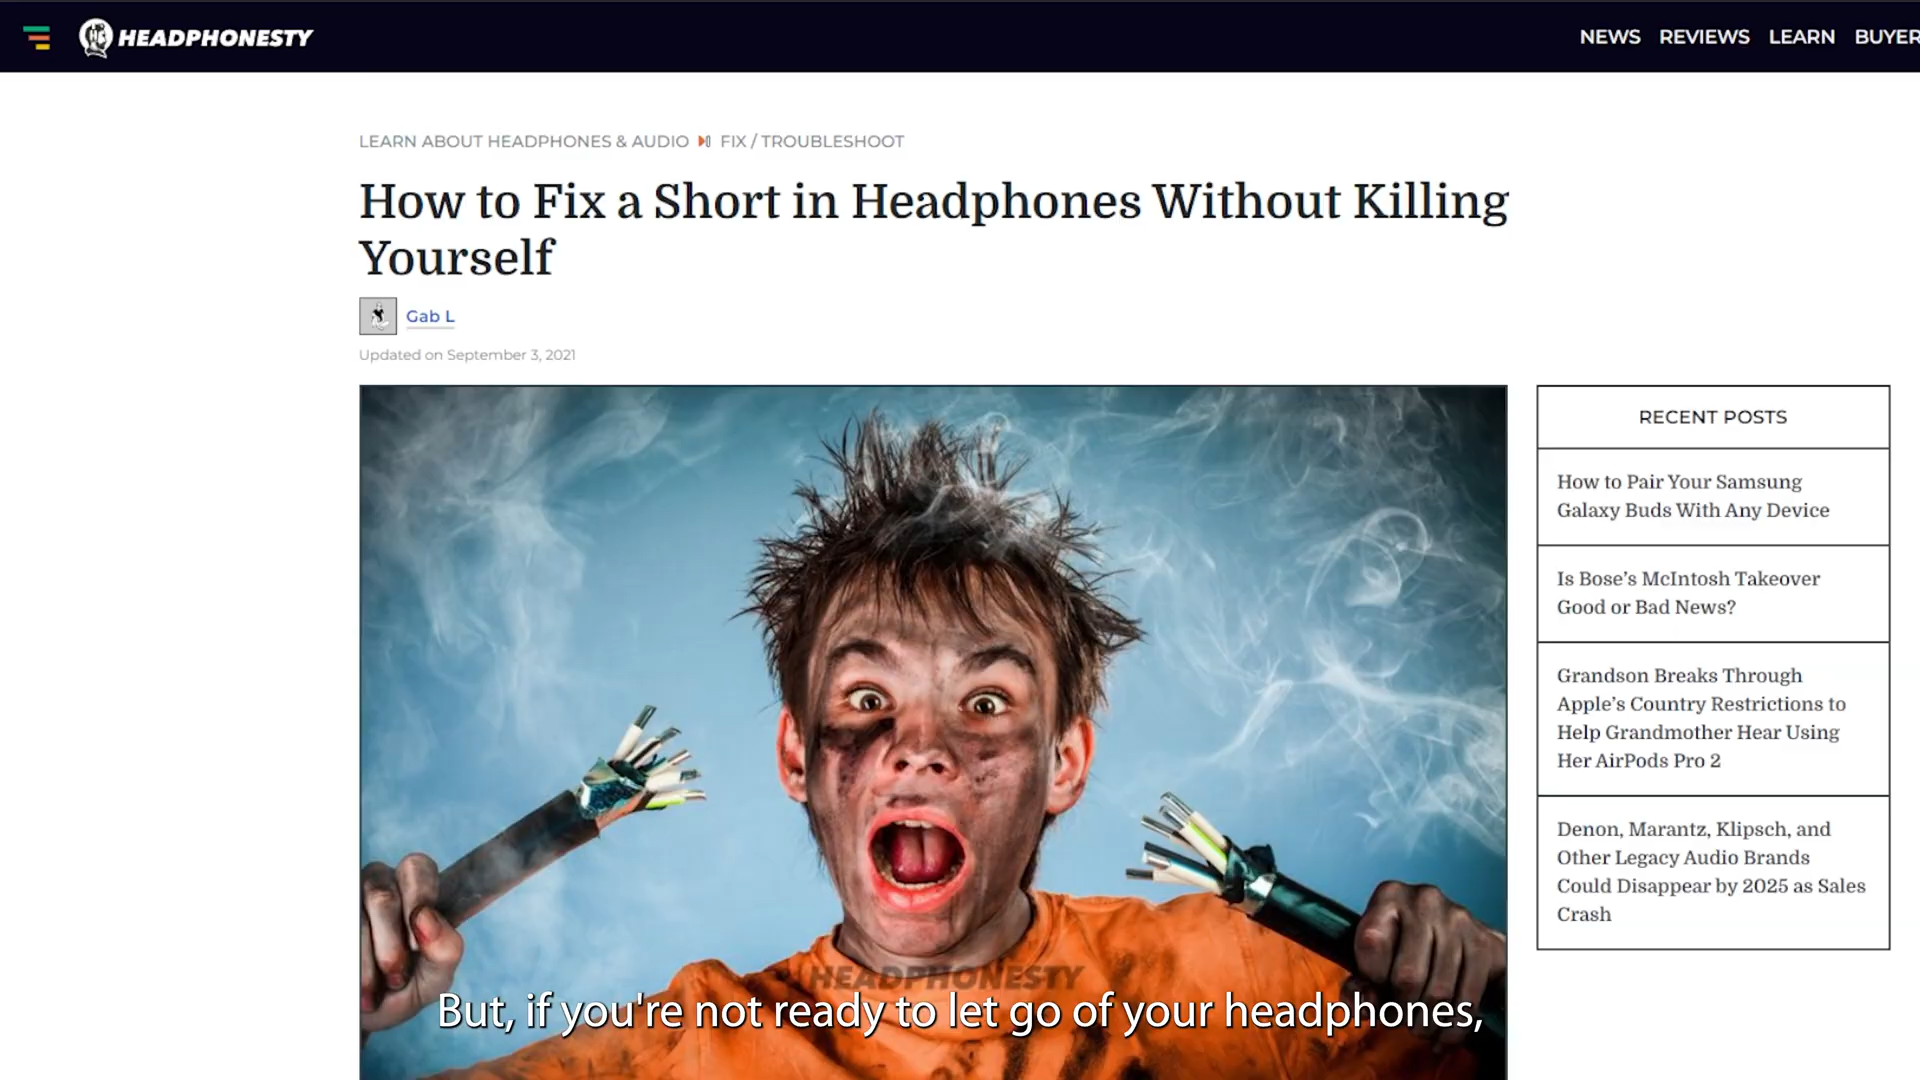 HEADPHONESTY
NEWS REVIEWS LEARN BUYER
LEARN ABOUT HEADPHONES & AUDIO FIX / TROUBLESHOOT
How to Fix a Short in Headphones Without Killing
Yourself
Gab L
Updated on September 3, 2021
RECENT POSTS
How to Pair Your Samsung
Galaxy Buds With Any Device
Is Bose's McIntosh Takeover
Good or Bad News?
Grandson Breaks Through
Apple's Country Restrictions to
Help Grandmother Hear Using
Her AirPods Pro 2
Denon, Marantz, Klipsch, and
Other Legacy Audio Brands
Could Disappear by 2025 as Sales
Crash
HEADPHONESTY
But, if you're not ready to let go of your headphones,